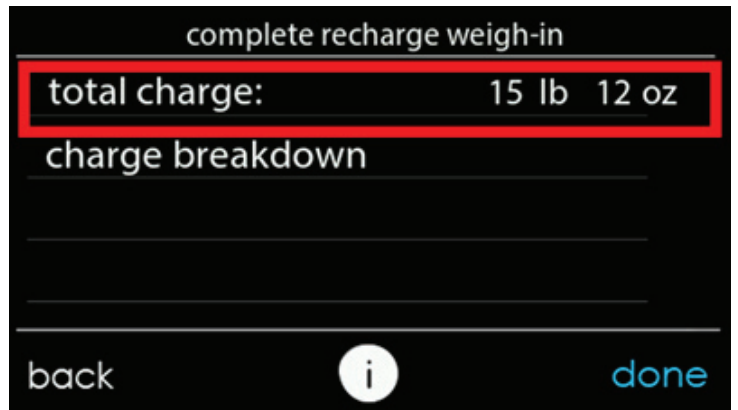 complete recharge weigh-in
total charge: 15 lb 12 oz
charge breakdown
back i done